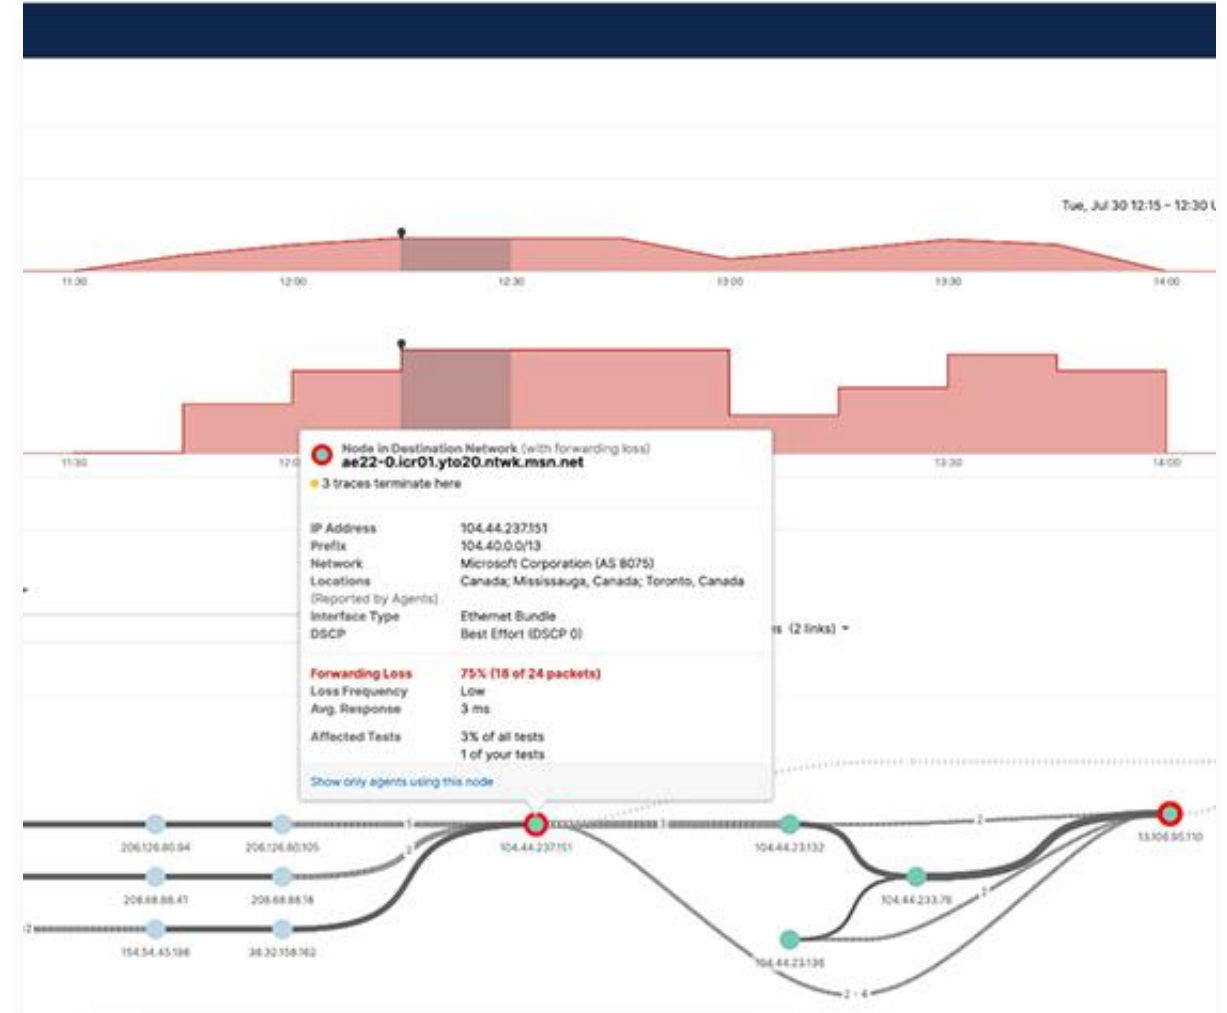 Tue, Jul 30 12:15 – 12:30 U
11:30 12:00 12:30 13:00 13:30 14:00
11:30 12:0 13:30 14:00
Node in Destination Network (with forwarding loss)
ae22-0.icr01.yto20.ntwk.msn.net
3 traces terminate here
IP Address 104.44.237.151
Prefix 104.40.0.0/13
Network Microsoft Corporation (AS 8075)
Locations Canada; Mississauga, Canada; Toronto, Canada
(Reported by Agents)
Interface Type Ethernet Bundle
DSCP Best Effort (DSCP 0)
s (2 links)
Forwarding Loss 75% (18 of 24 packets)
Loss Frequency Low
Avg. Response 3 ms
Affected Tests 3% of all tests
1 of your tests
Show only agents using this node
5 1 2
206.126.80.94 206.126.80.105 104.44.237.151 104.44.23.132 13.106.95.110
2
2
208.68.88.41 208.68.88.16 104.44.233.76
2
154.54.45.198 38.32.158.162 104.44.23.136
2 - 4